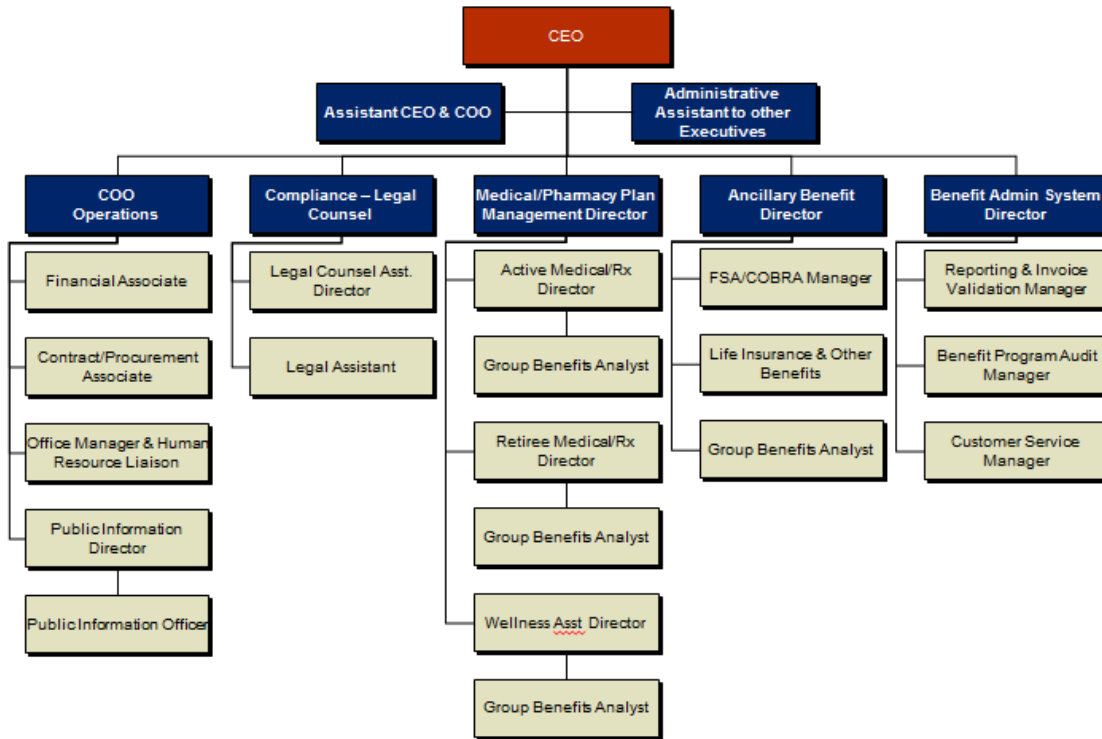 CEO
Assistant CEO & COO
Administrative
Assistant to other
Executives
COO
Operations
Compliance – Legal
Counsel
Medical/Pharmacy Plan
Management Director
Ancillary Benefit
Director
Benefit Admin System
Director
Financial Associate
Contract/Procurement
Associate
Office Manager & Human
Resource Liaison
Public Information
Director
Public Information Officer
Legal Counsel Asst.
Director
Legal Assistant
Active Medical/Rx
Director
Group Benefits Analyst
Retiree Medical/Rx
Director
Group Benefits Analyst
Wellness Asst Director
Group Benefits Analyst
FSA/COBRA Manager
Life Insurance & Other
Benefits
Group Benefits Analyst
Reporting & Invoice
Validation Manager
Benefit Program Audit
Manager
Customer Service
Manager